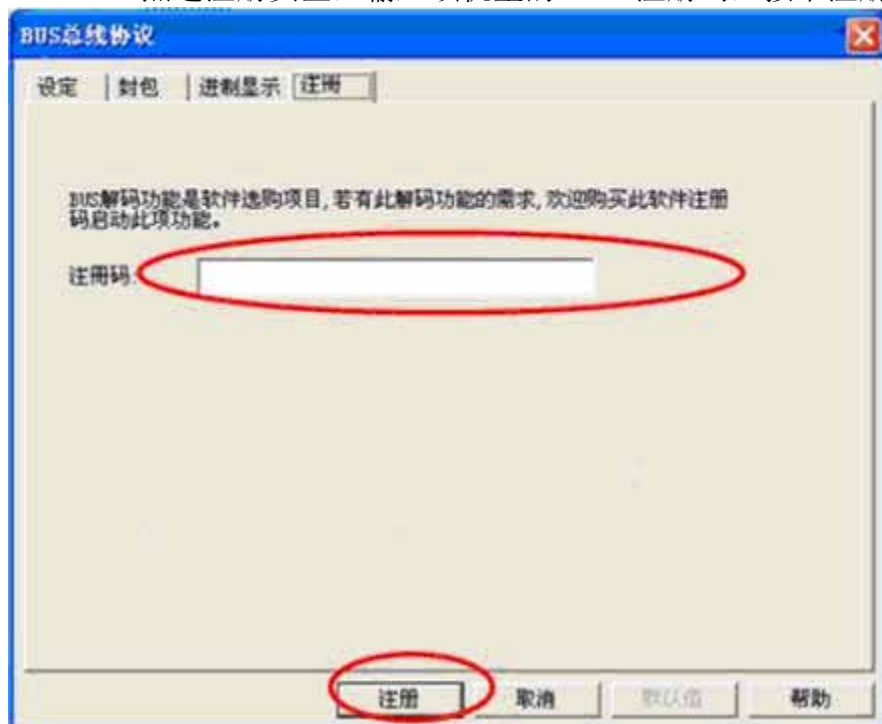 BUS总线协议
设定 封包 进制显示 注册
BUS解码功能是软件选购项目,若有此解码功能的需求,欢迎购买此软件注册
码启动此项功能。
注册码:
注册 取消 默认值 帮助